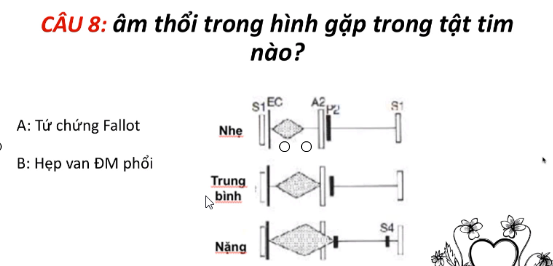 CÂU 8: âm thổi trong hình gặp trong tật tim
nào?
S1 EC A2 P2 S1
A: Tứ chứng Fallot
Nhẹ
B: Hẹp van ĐM phổi
Trung
bình
S4
Nặng